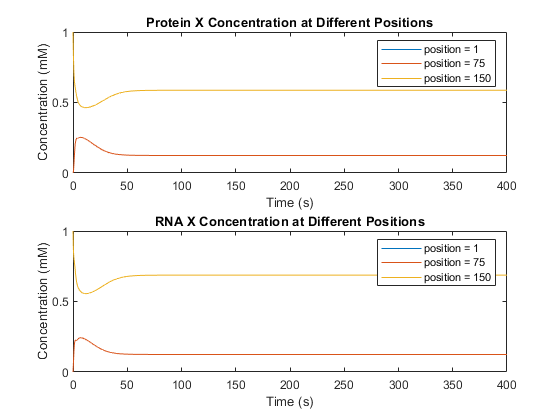 Protein X Concentration at Different Positions
Concentration (mM)
1
0.5
0
0 50 100 150 200 250 300 350 400
Time (s)
position = 1
position = 75
position = 150
RNA X Concentration at Different Positions
Concentration (mM)
1
0.5
0
0 50 100 150 200 250 300 350 400
Time (s)
position = 1
position = 75
position = 150